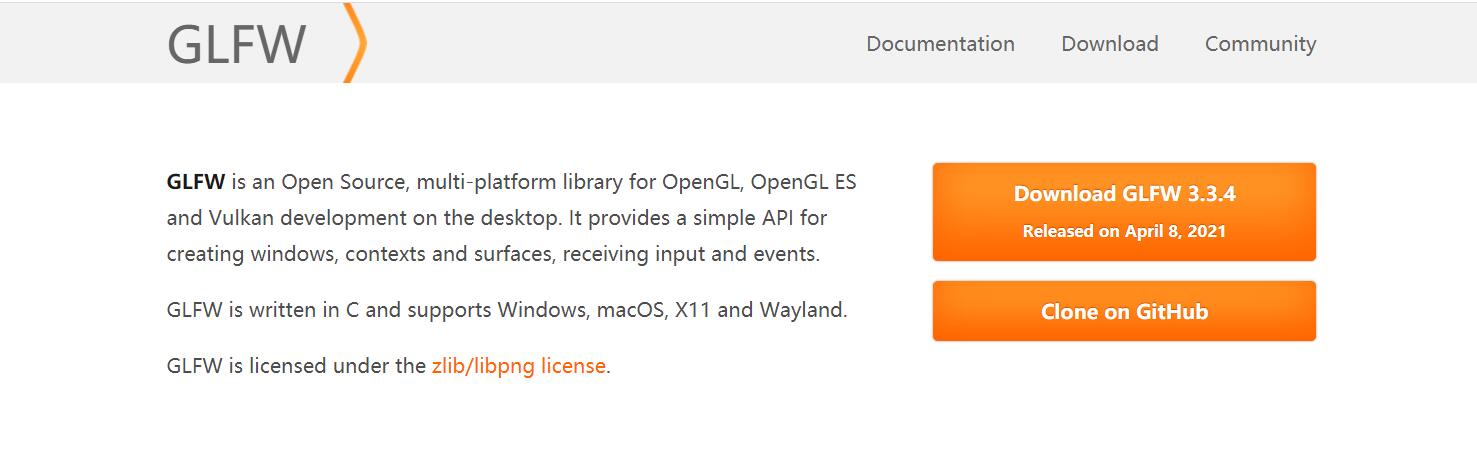 GLFW
Documentation Download Community
GLFW is an Open Source, multi-platform library for OpenGL, OpenGL ES
and Vulkan development on the desktop. It provides a simple API for
creating windows, contexts and surfaces, receiving input and events.
GLFW is written in C and supports Windows, macOS, X11 and Wayland.
GLFW is licensed under the zlib/libpng license.
Download GLFW 3.3.4
Released on April 8, 2021
Clone on GitHub